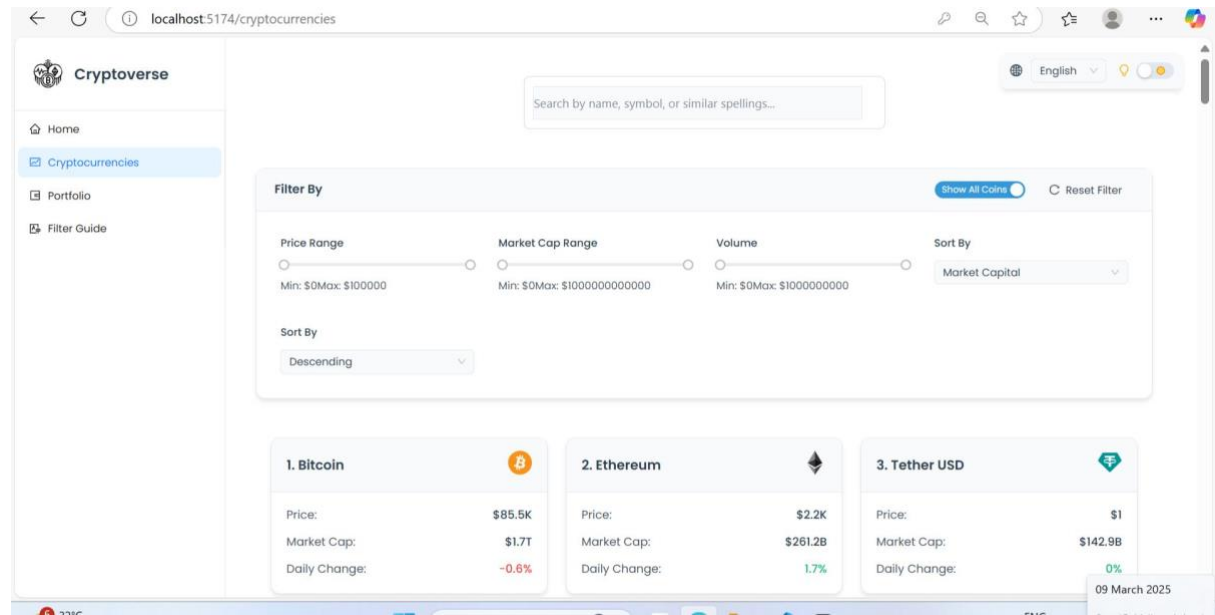 localhost:5174/cryptocurrencies
Cryptoverse
English
Search by name, symbol, or similar spellings...
Home
Cryptocurrencies
Portfolio
Filter Guide
Filter By
Show All Coins
Reset Filter
Price Range
Market Cap Range
Volume
Sort By
Min: $0Max: $100000
Min: $0Max: $1000000000000
Min: $0Max: $1000000000
Market Capital
Sort By
Descending
1. Bitcoin
Price: $85.5K
Market Cap: $1.7T
Daily Change: -0.6%
2. Ethereum
Price: $2.2K
Market Cap: $261.2B
Daily Change: 1.7%
3. Tether USD
Price: $1
Market Cap: $142.9B
Daily Change: 0%
09 March 2025